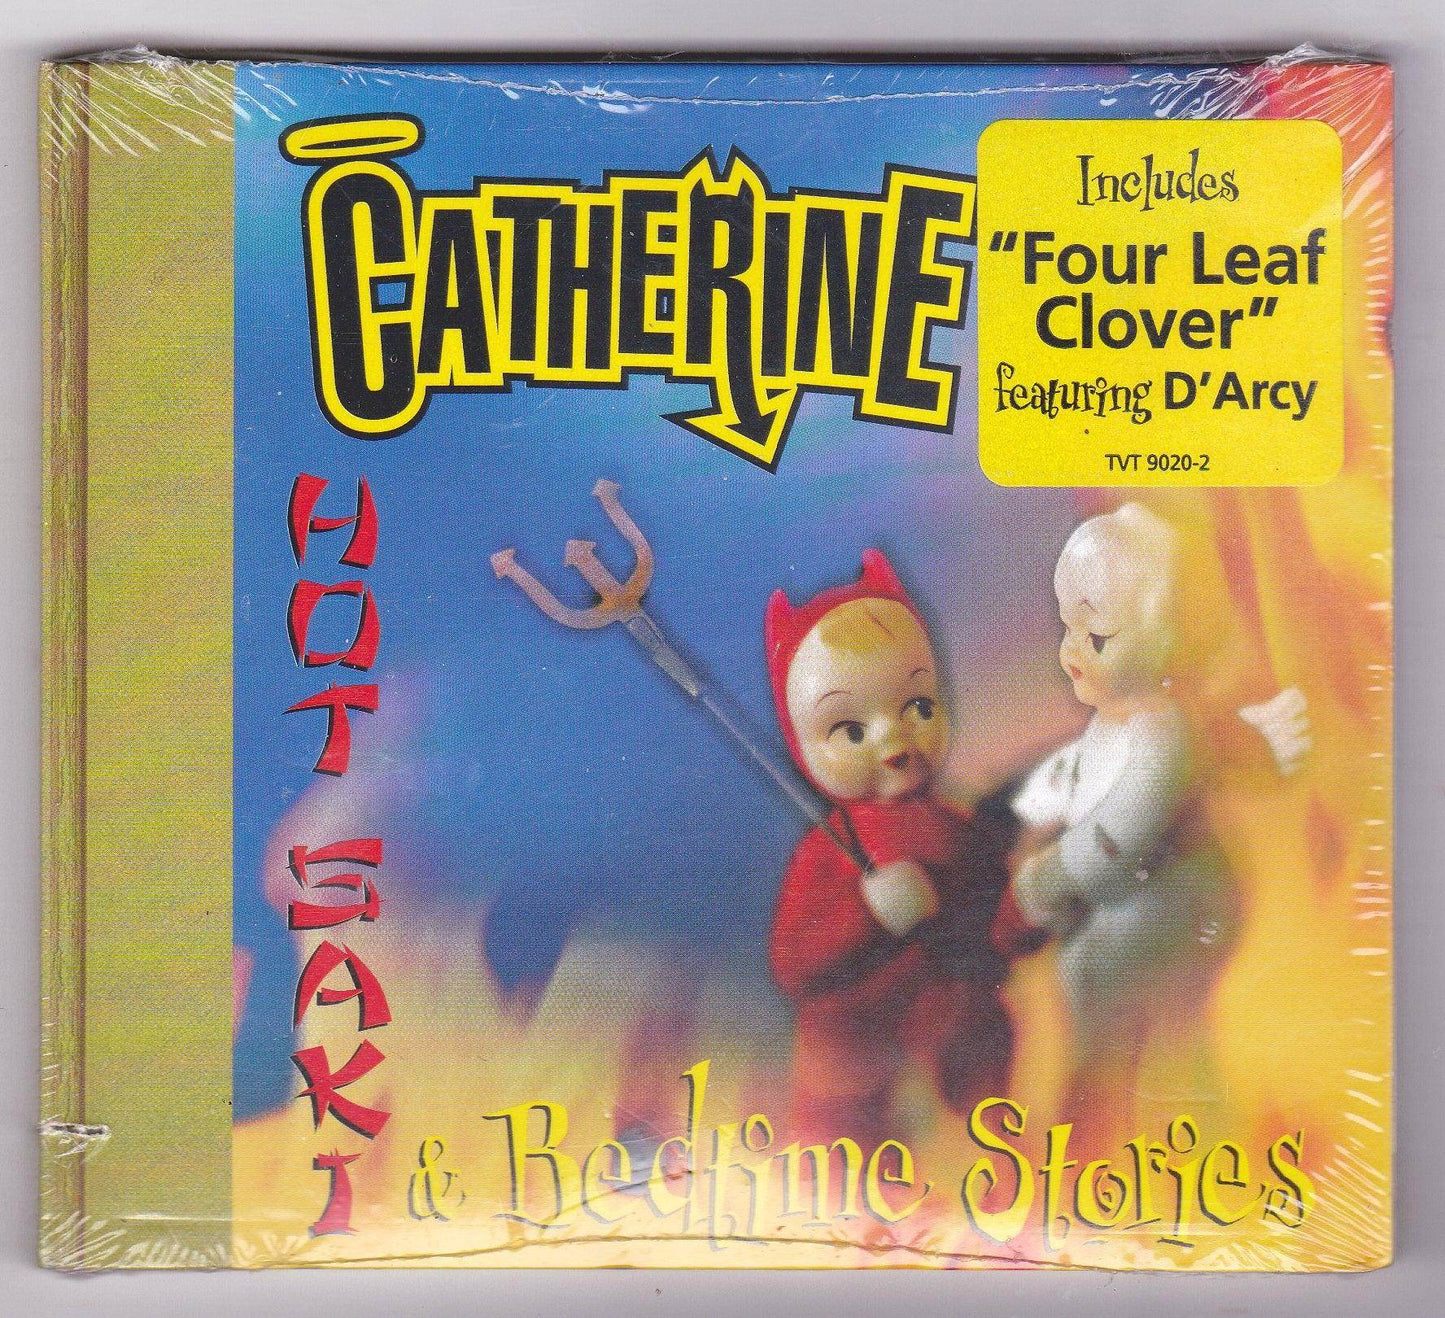 CATHERINE
Includes
"Four Leaf
Clover"
featuring D'Arcy
TVT 9020-2
HOT SAKI
& Bedtime Stories